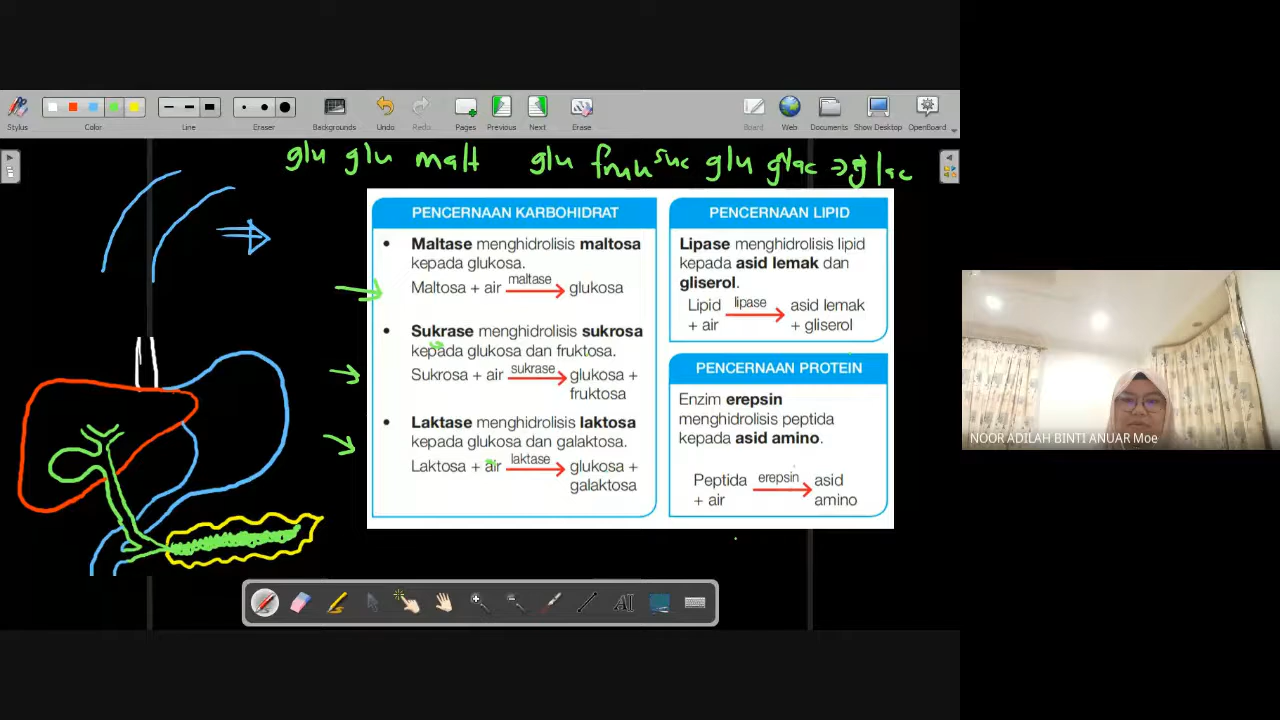 Stylus
Color
Line
Eraser
Backgrounds
Undo
Redo
Pages
Previous
Next
Erase
Board
Web
Documents
Show Desktop
OpenBoard
glu glu malt glu suc glu
PENCERNAAN KARBOHIDRAT
• Maltase menghidrolisis maltosa
kepada glukosa.
maltase
Maltosa + air → glukosa
• Sukrase menghidrolisis sukrosa
kepada glukosa dan fruktosa.
sukrase
Sukrosa + air → glukosa +
fruktosa
• Laktase menghidrolisis laktosa
kepada glukosa dan galaktosa.
laktase
Laktosa + air → glukosa +
galaktosa
PENCERNAAN LIPID
Lipase menghidrolisis lipid
kepada asid lemak dan
gliserol.
Lipid lipase → asid lemak
+ air + gliserol
PENCERNAAN PROTEIN
Enzim erepsin
menghidrolisis peptida
kepada asid amino.
Peptida erepsin → asid
+ air amino
NOOR ADILAH BINTI ANUAR Moe